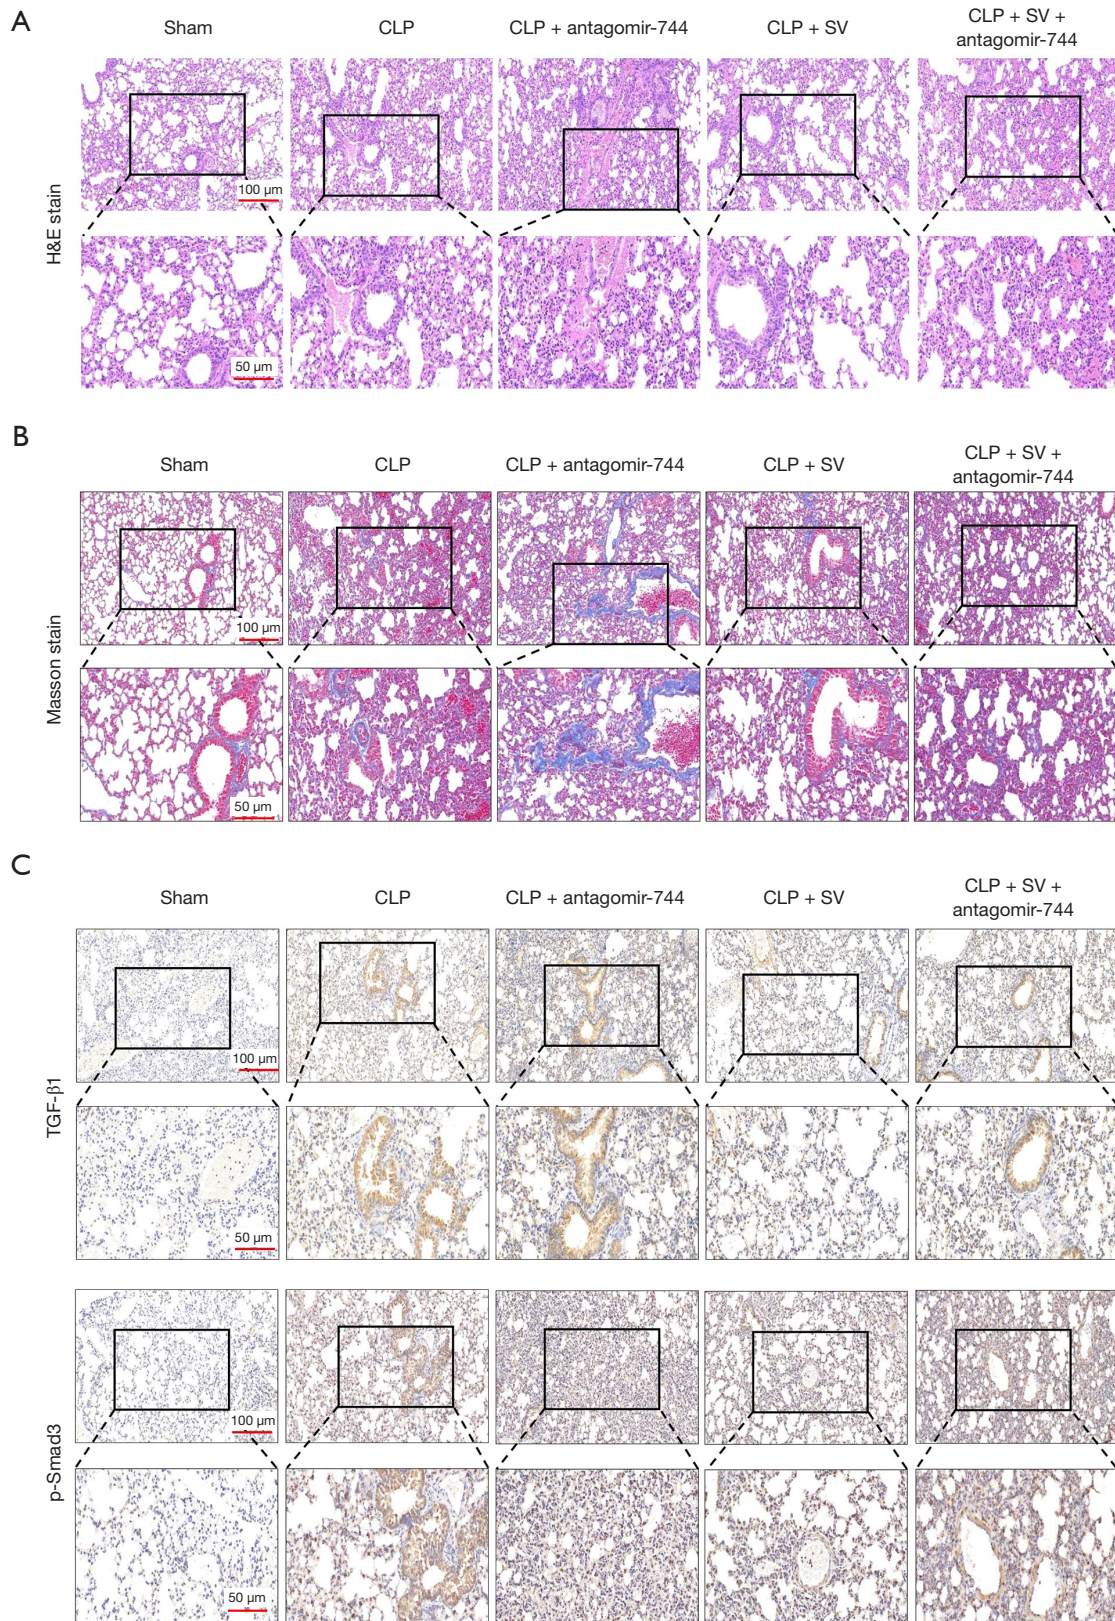 A
Sham
CLP
CLP + antagomir-744
CLP + SV
CLP + SV +
antagomir-744
H&E stain
100 µm
50 µm
B
Sham
CLP
CLP + antagomir-744
CLP + SV
CLP + SV +
antagomir-744
Masson stain
100 µm
50 µm
C
Sham
CLP
CLP + antagomir-744
CLP + SV
CLP + SV +
antagomir-744
TGF-β1
100 µm
50 µm
p-Smad3
100 µm
50 µm